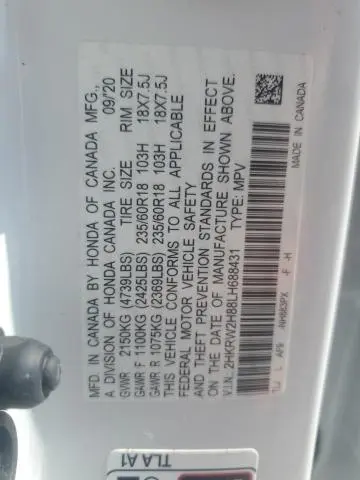 MFD. IN CANADA BY HONDA OF CANADA MFG.,
A DIVISION OF HONDA CANADA INC. 09/'20
GVWR 2150KG (4739LBS) TIRE SIZE RIM SIZE
GAWR F 1100KG (2425LBS) 235/60R18 103H 18X7.5J
GAWR R 1075KG (2369LBS) 235/60R18 103H 18X7.5J
THIS VEHICLE CONFORMS TO ALL APPLICABLE
FEDERAL MOTOR VEHICLE SAFETY
AND THEFT PREVENTION STANDARDS IN EFFECT
ON THE DATE OF MANUFACTURE SHOWN ABOVE.
V.I.N.: 2HKRW2H88LH688431 TYPE: MPV
L -NH883PX -F -H MADE IN CANADA
TLA A1